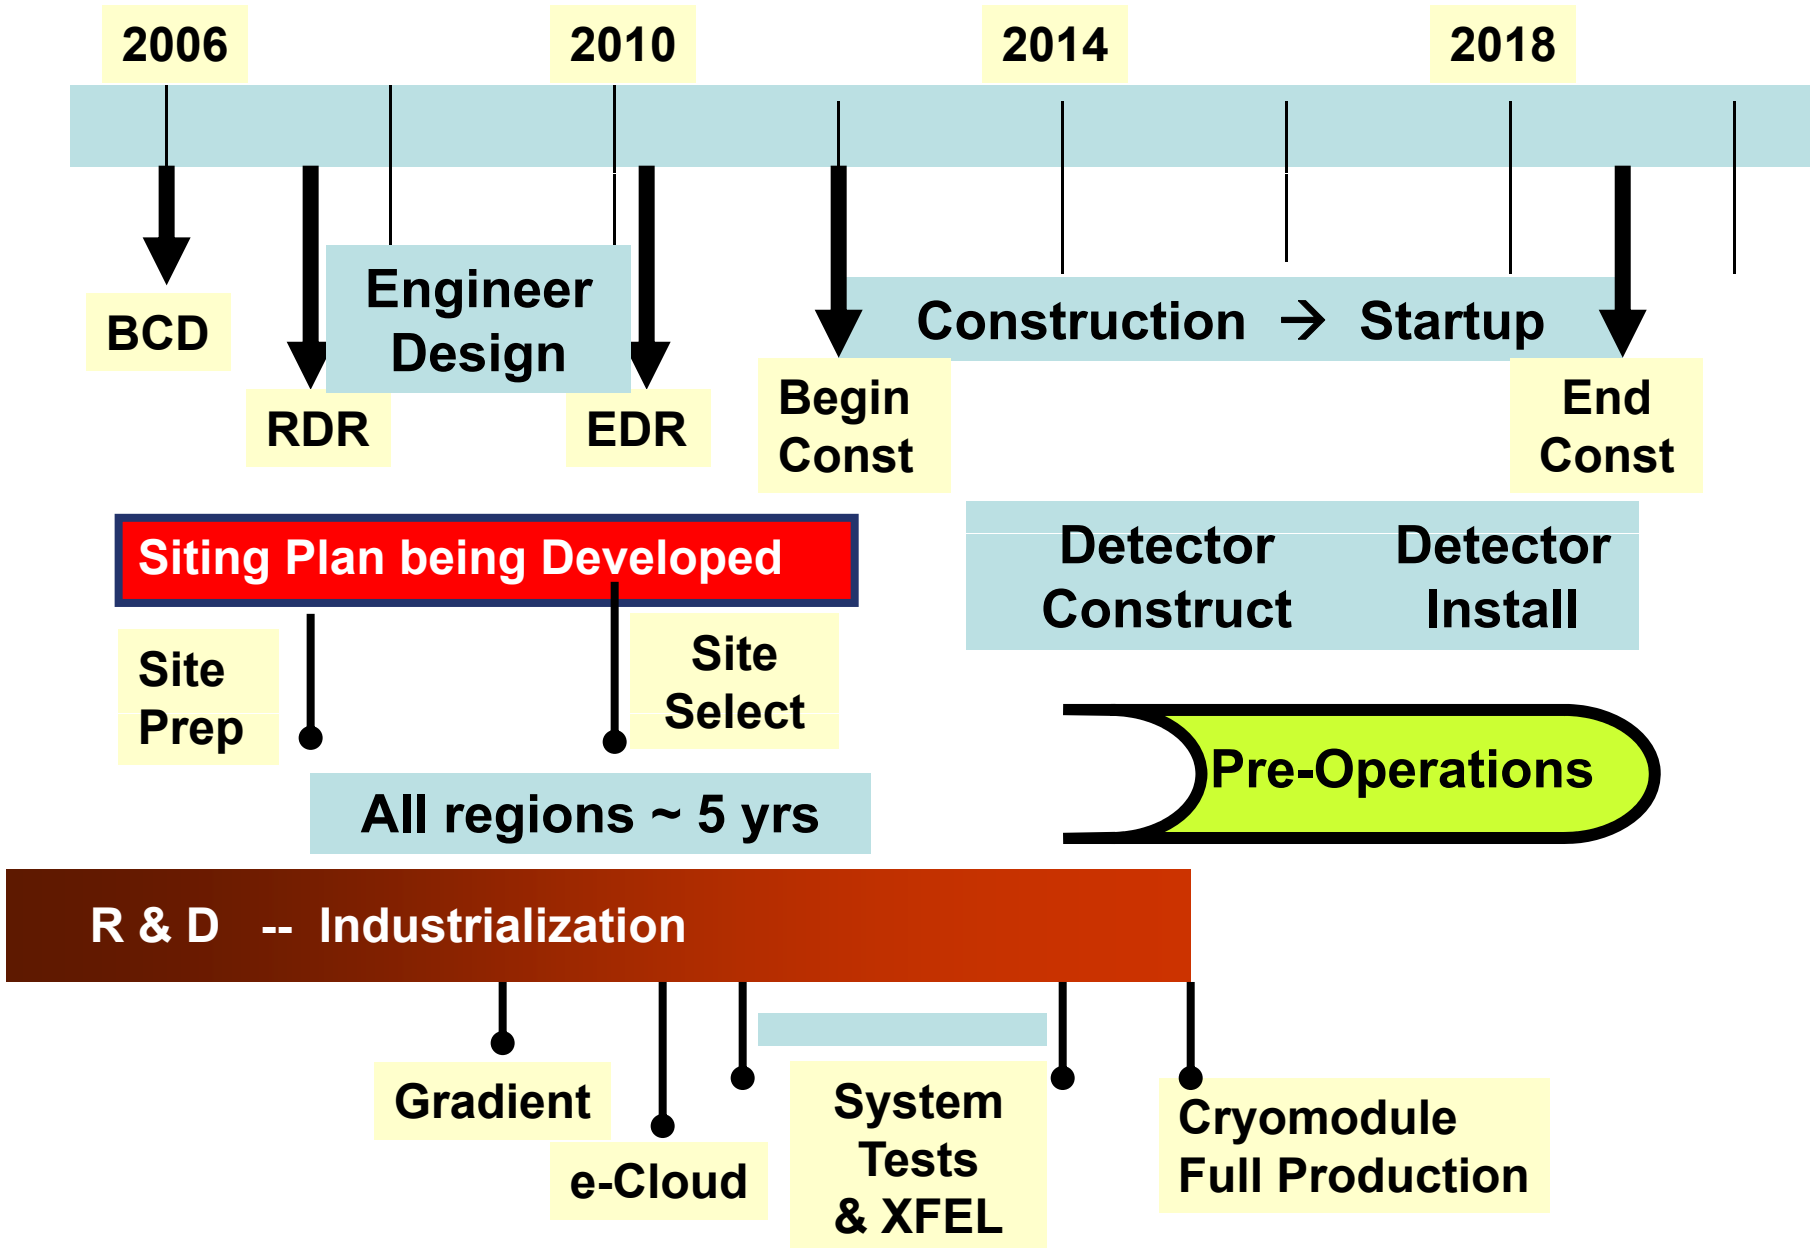 2006
2010
2014
2018
BCD
RDR
Engineer
Design
EDR
Begin
Const
Construction → Startup
End
Const
Siting Plan being Developed
Detector
Construct
Detector
Install
Site
Prep
Site
Select
Pre-Operations
All regions ~ 5 yrs
R & D -- Industrialization
Gradient
e-Cloud
System
Tests
& XFEL
Cryomodule
Full Production